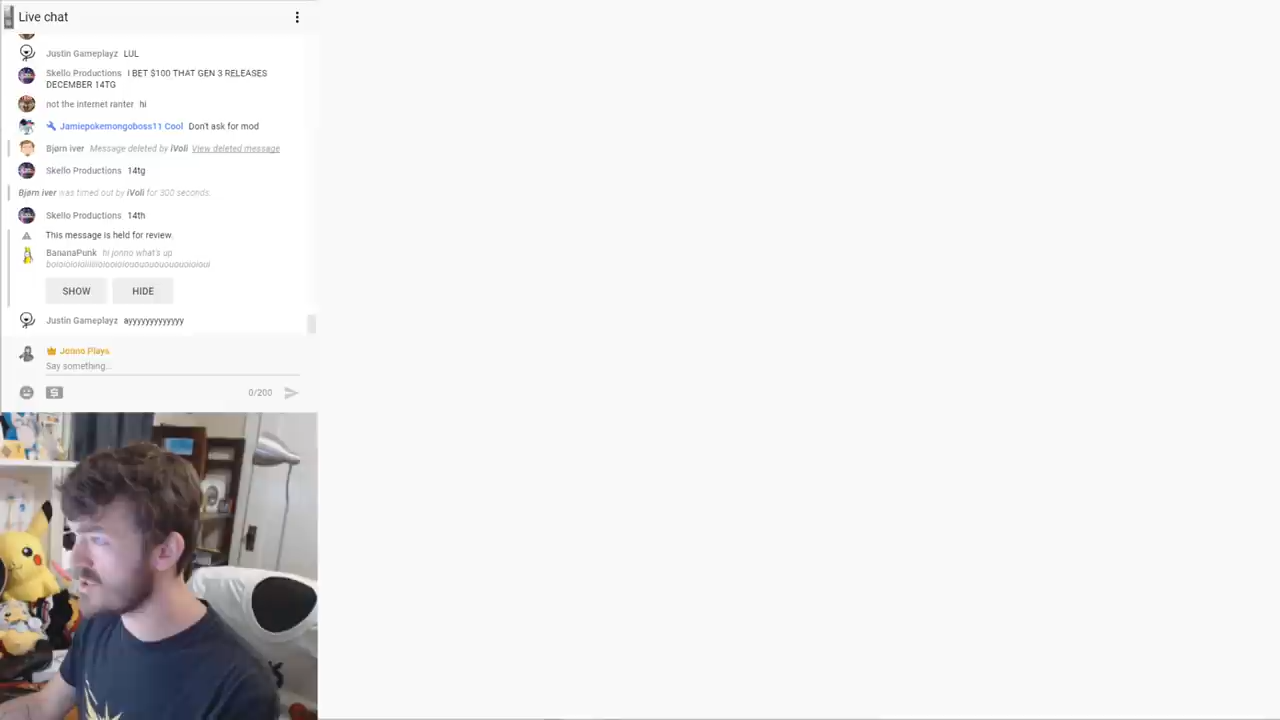 Live chat
Justin Gameplayz LUL
Skello Productions I BET $100 THAT GEN 3 RELEASES
DECEMBER 14TG
not the internet ranter hi
Jamiepokemongoboss11 Cool Don't ask for mod
Bjørn iver Message deleted by iVoli View deleted message
Skello Productions 14tg
Bjørn iver was timed out by iVoli for 300 seconds.
Skello Productions 14th
This message is held for review.
BananaPunk hi jonno what's up
SHOW HIDE
Justin Gameplayz ayyyyyyyyyyyyy
Jonno Plays
Say something...
0/200